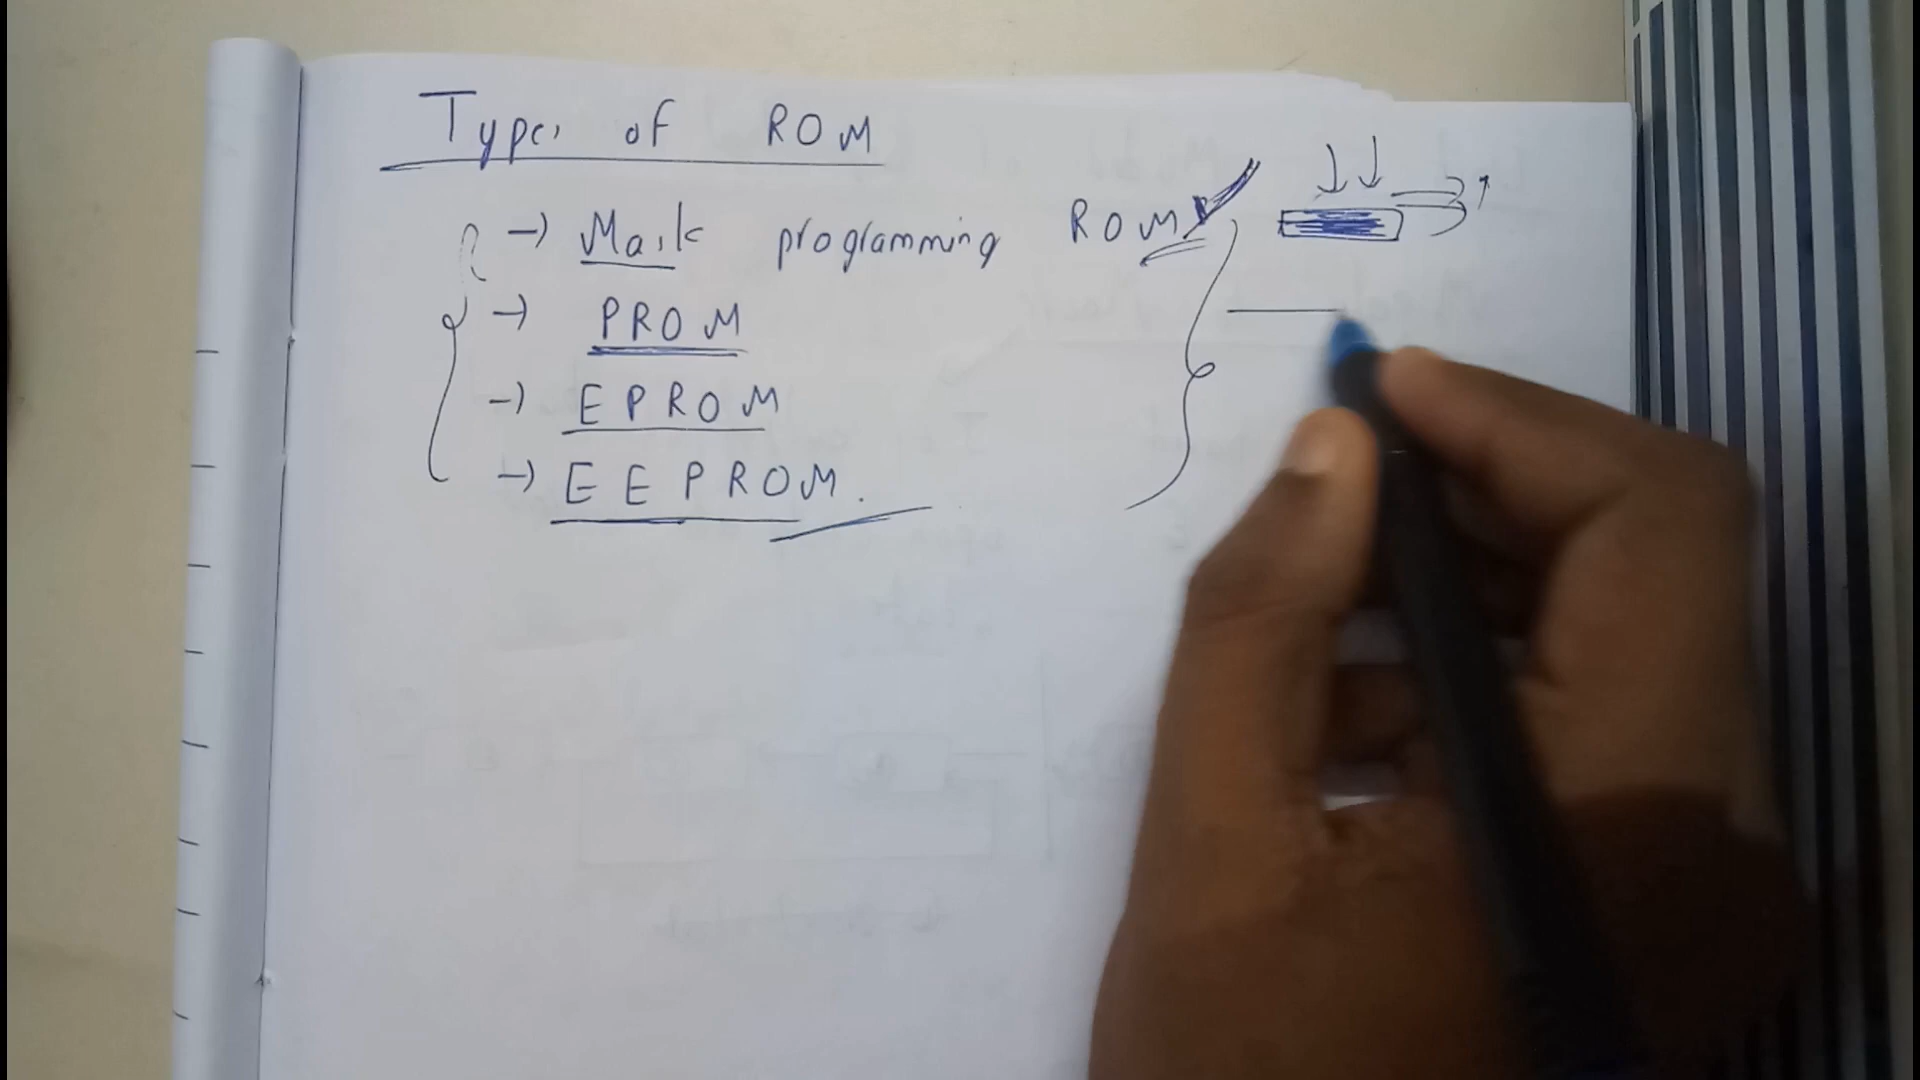 Types of ROM
→ Mask programming ROM
→ PROM
→ EPROM
→ EEPROM.